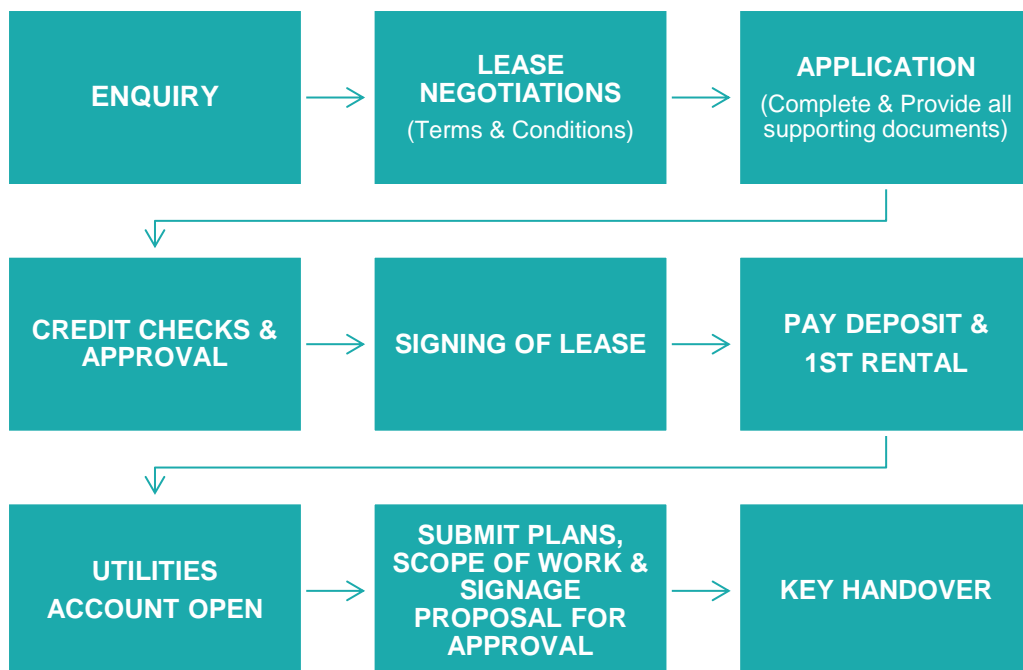 ENQUIRY
LEASE
NEGOTIATIONS
(Terms & Conditions)
APPLICATION
(Complete & Provide all
supporting documents)
CREDIT CHECKS &
APPROVAL
SIGNING OF LEASE
PAY DEPOSIT &
1ST RENTAL
UTILITIES
ACCOUNT OPEN
SUBMIT PLANS,
SCOPE OF WORK &
SIGNAGE
PROPOSAL FOR
APPROVAL
KEY HANDOVER